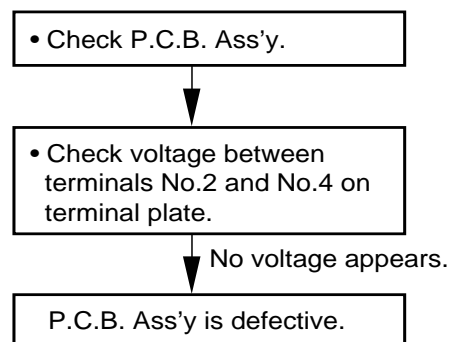 • Check P.C.B. Ass'y.
• Check voltage between
terminals No.2 and No.4 on
terminal plate.
No voltage appears.
P.C.B. Ass'y is defective.